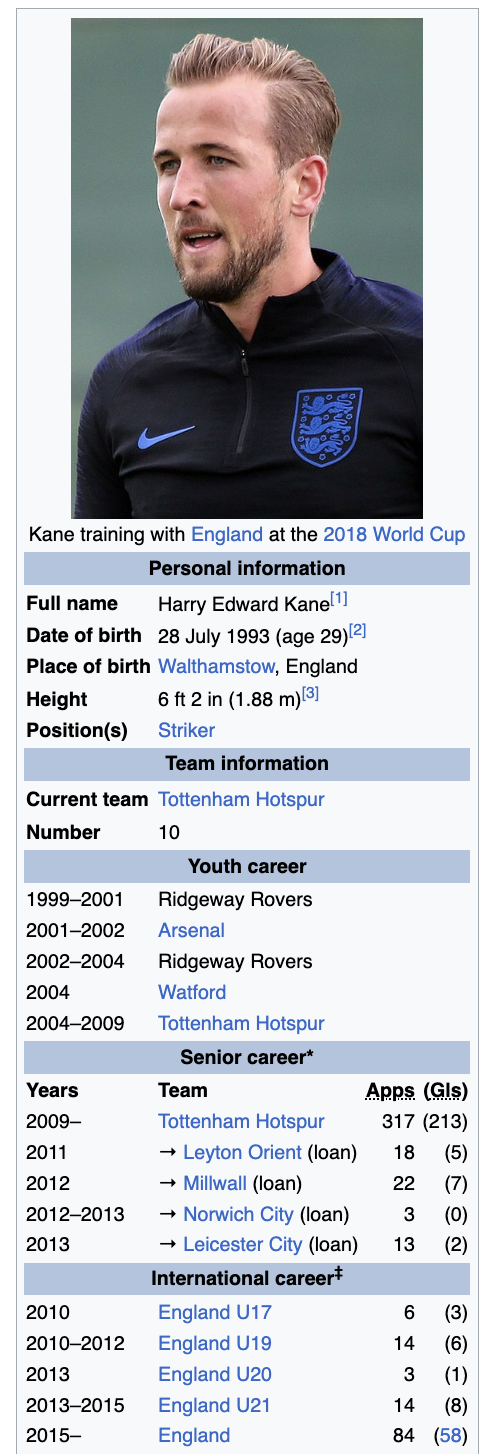 Kane training with England at the 2018 World Cup
Personal information
Full name Harry Edward Kane[1]
Date of birth 28 July 1993 (age 29)[2]
Place of birth Walthamstow, England
Height 6 ft 2 in (1.88 m)[3]
Position(s) Striker
Team information
Current team Tottenham Hotspur
Number 10
Youth career
1999–2001 Ridgeway Rovers
2001–2002 Arsenal
2002–2004 Ridgeway Rovers
2004 Watford
2004–2009 Tottenham Hotspur
Senior career*
Years Team Apps (Gls)
2009– Tottenham Hotspur 317 (213)
2011 → Leyton Orient (loan) 18 (5)
2012 → Millwall (loan) 22 (7)
2012–2013 → Norwich City (loan) 3 (0)
2013 → Leicester City (loan) 13 (2)
International career‡
2010 England U17 6 (3)
2010–2012 England U19 14 (6)
2013 England U20 3 (1)
2013–2015 England U21 14 (8)
2015– England 84 (58)